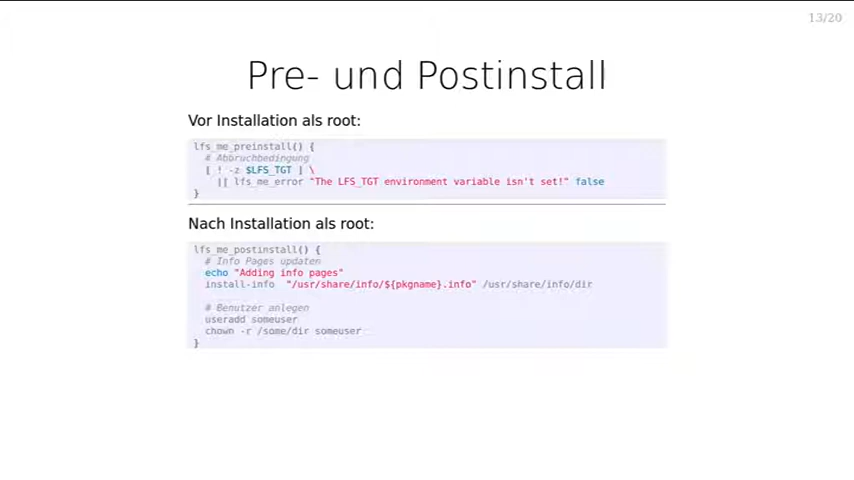 13/20
Pre- und Postinstall
Vor Installation als root:
lfs_me_preinstall() {
# Abbruchbedingung
[ ! -z $LFS_TGT ] \
|| lfs_me_error "The LFS_TGT environment variable isn't set!" false
}
Nach Installation als root:
lfs_me_postinstall() {
# Info Pages updaten
echo "Adding info pages"
install-info "/usr/share/info/${pkgname}.info" /usr/share/info/dir
# Benutzer anlegen
useradd someuser
chown -r /some/dir someuser
}